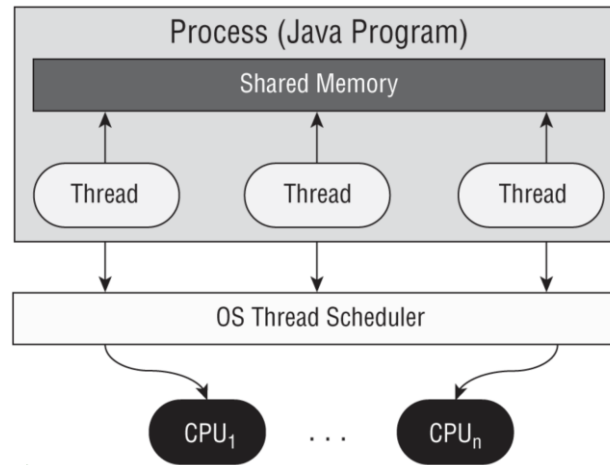 Process (Java Program)
Shared Memory
Thread Thread Thread
OS Thread Scheduler
CPU₁ . . . CPUₙ